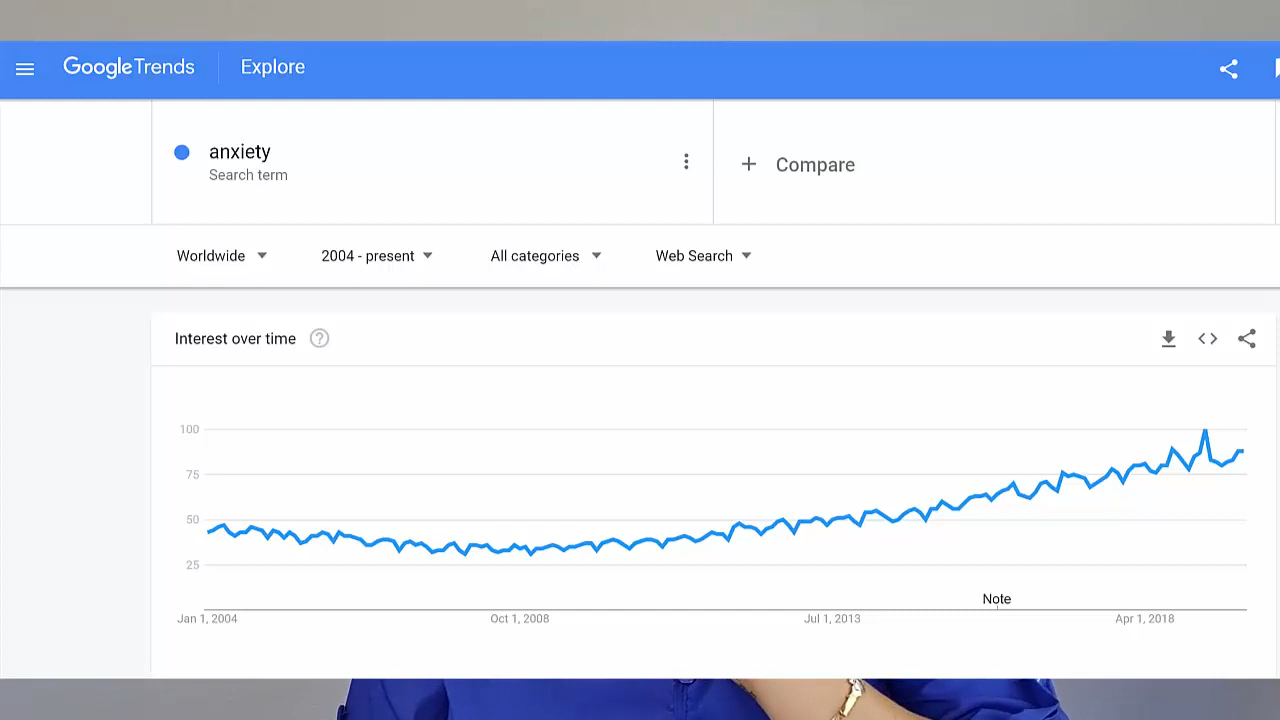 Google Trends Explore
anxiety
Search term
+ Compare
Worldwide 2004 - present All categories Web Search
Interest over time ?
100
75
50
25
Note
Jan 1, 2004 Oct 1, 2008 Jul 1, 2013 Apr 1, 2018